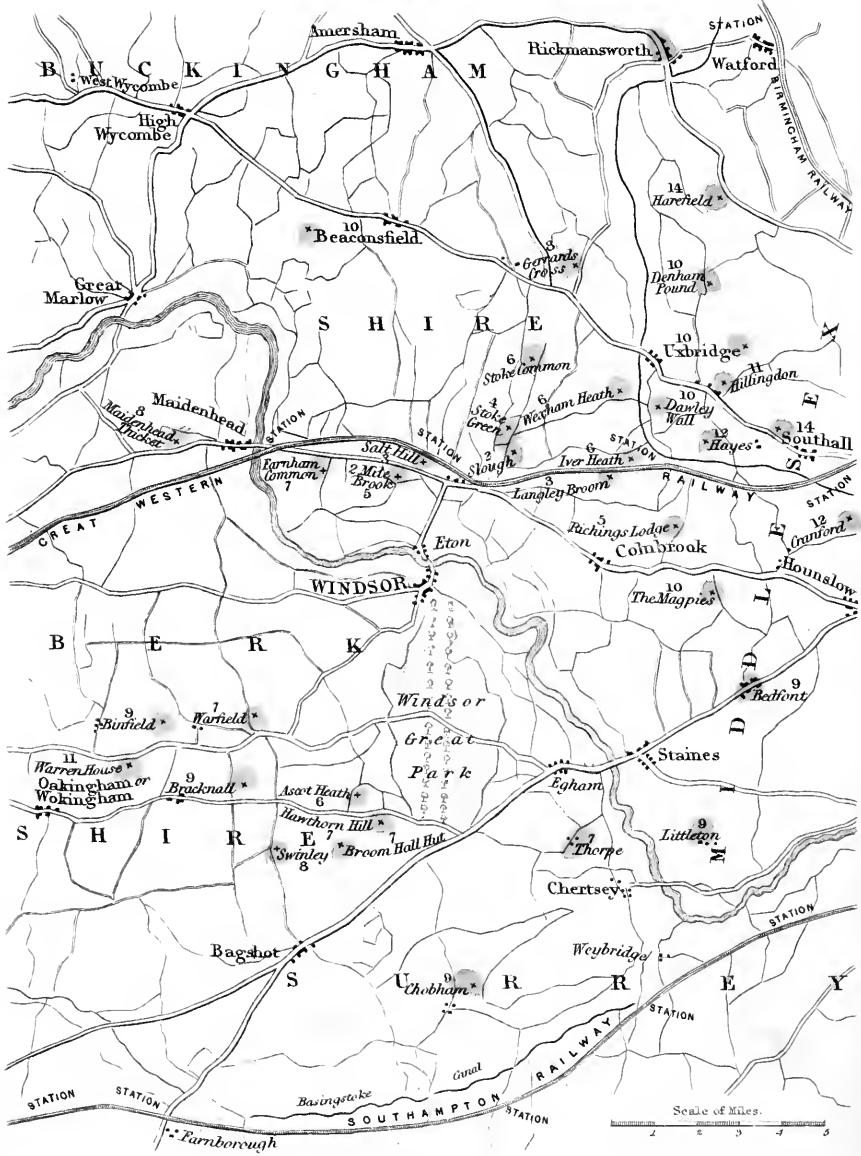 Amersham
Rickmansworth
STATION
Watford
BUCKINGHAM
West Wycombe
High
Wycombe
BIRMINGHAM RAILWAY
14
Harefield
10
Beaconsfield
3
Gerrards
Cross
10
Denham
Pound
Great
Marlow
SHIRE
10
Uxbridge
6
Stoke Common
11
Hillingdon
6
Wexham Heath
4
Stoke
Green
10
Dawley
Wall
Maidenhead
8
Maidenhead
Thicket
STATION
Salt Hill
STATION
2
Slough
6
Iver Heath
STATION
12
Hayes
14
Southall
Farnham
Common
7
2 Mile
Brook
5
3
Langley Broom
GREAT WESTERN
RAILWAY
STATION
5
Richings Lodge
12
Cranford
Eton
Colnbrook
Hounslow
WINDSOR
10
The Magpies
MIDDLESEX
BERK
9
Bedfont
Windsor
Great
Park
9
Binfield
7
Warfield
Staines
11
Warren House
Oakingham or
Wokingham
9
Bracknall
Ascot Heath
6
Egham
Hawthorn Hill
7
SHIRE
7
Broom Hall Hut
Swinley
8
7
Thorpe
9
Littleton
Chertsey
STATION
Bagshot
Weybridge
SURREY
9
Chobham
STATION
Basingstoke Canal
SOUTHAMPTON RAILWAY
STATION
STATION
STATION
Farnborough
Scale of Miles.
1 2 3 4 5